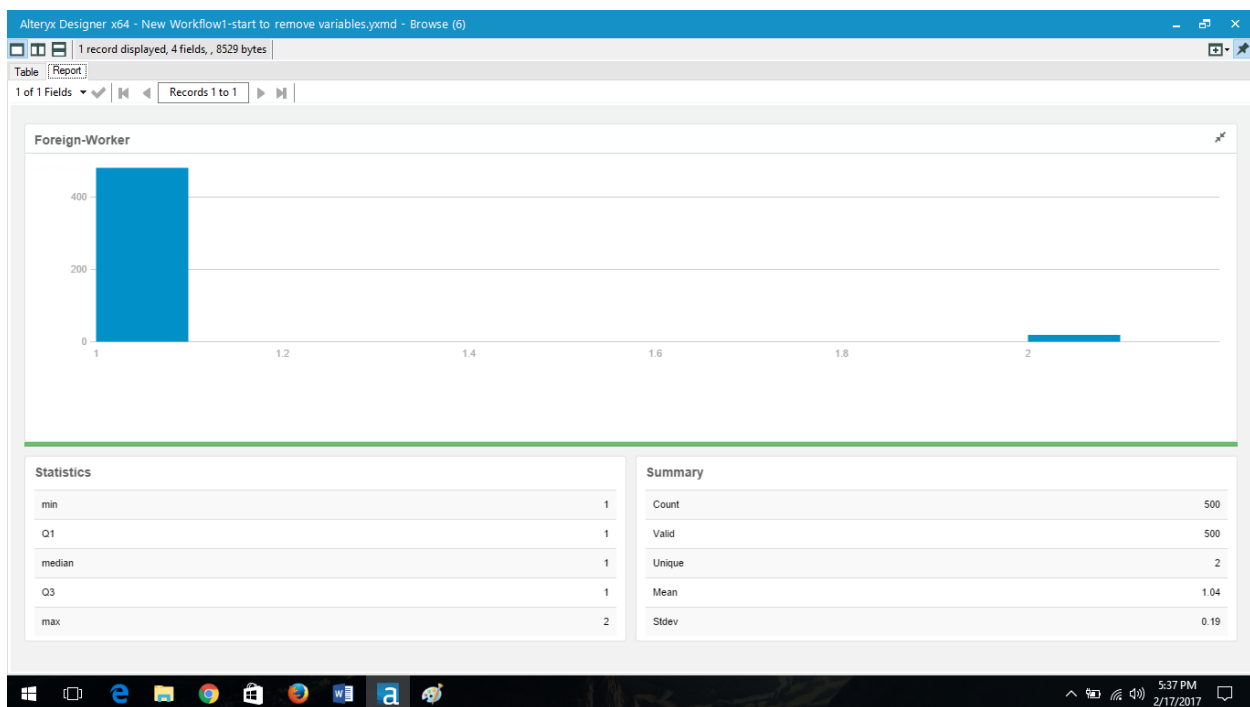 Alteryx Designer x64 - New Workflow1-start to remove variables.yxmd - Browse (6)
1 record displayed, 4 fields, , 8529 bytes
Table Report
1 of 1 Fields Records 1 to 1
Foreign-Worker
400
200
0
1 1.2 1.4 1.6 1.8 2
Statistics
min 1
Q1 1
median 1
Q3 1
max 2
Summary
Count 500
Valid 500
Unique 2
Mean 1.04
Stdev 0.19
5:37 PM
2/17/2017